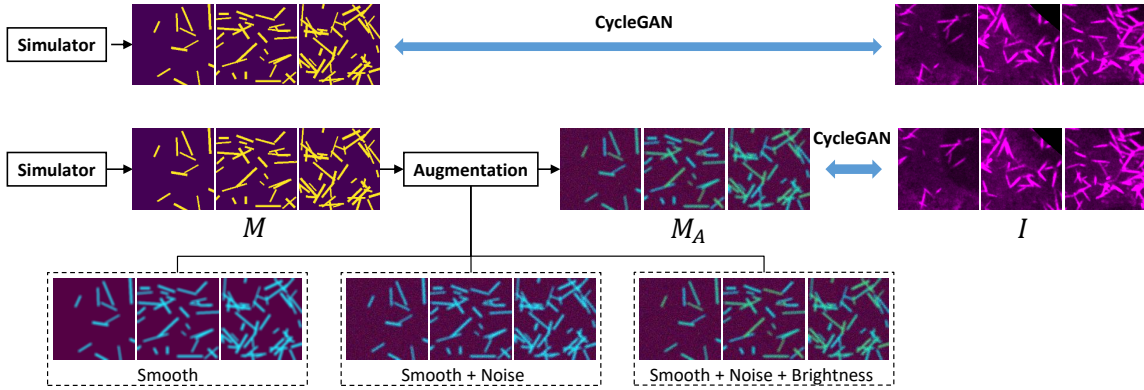 CycleGAN
Simulator
CycleGAN
Simulator
Augmentation
M
M_A
I
Smooth
Smooth + Noise
Smooth + Noise + Brightness